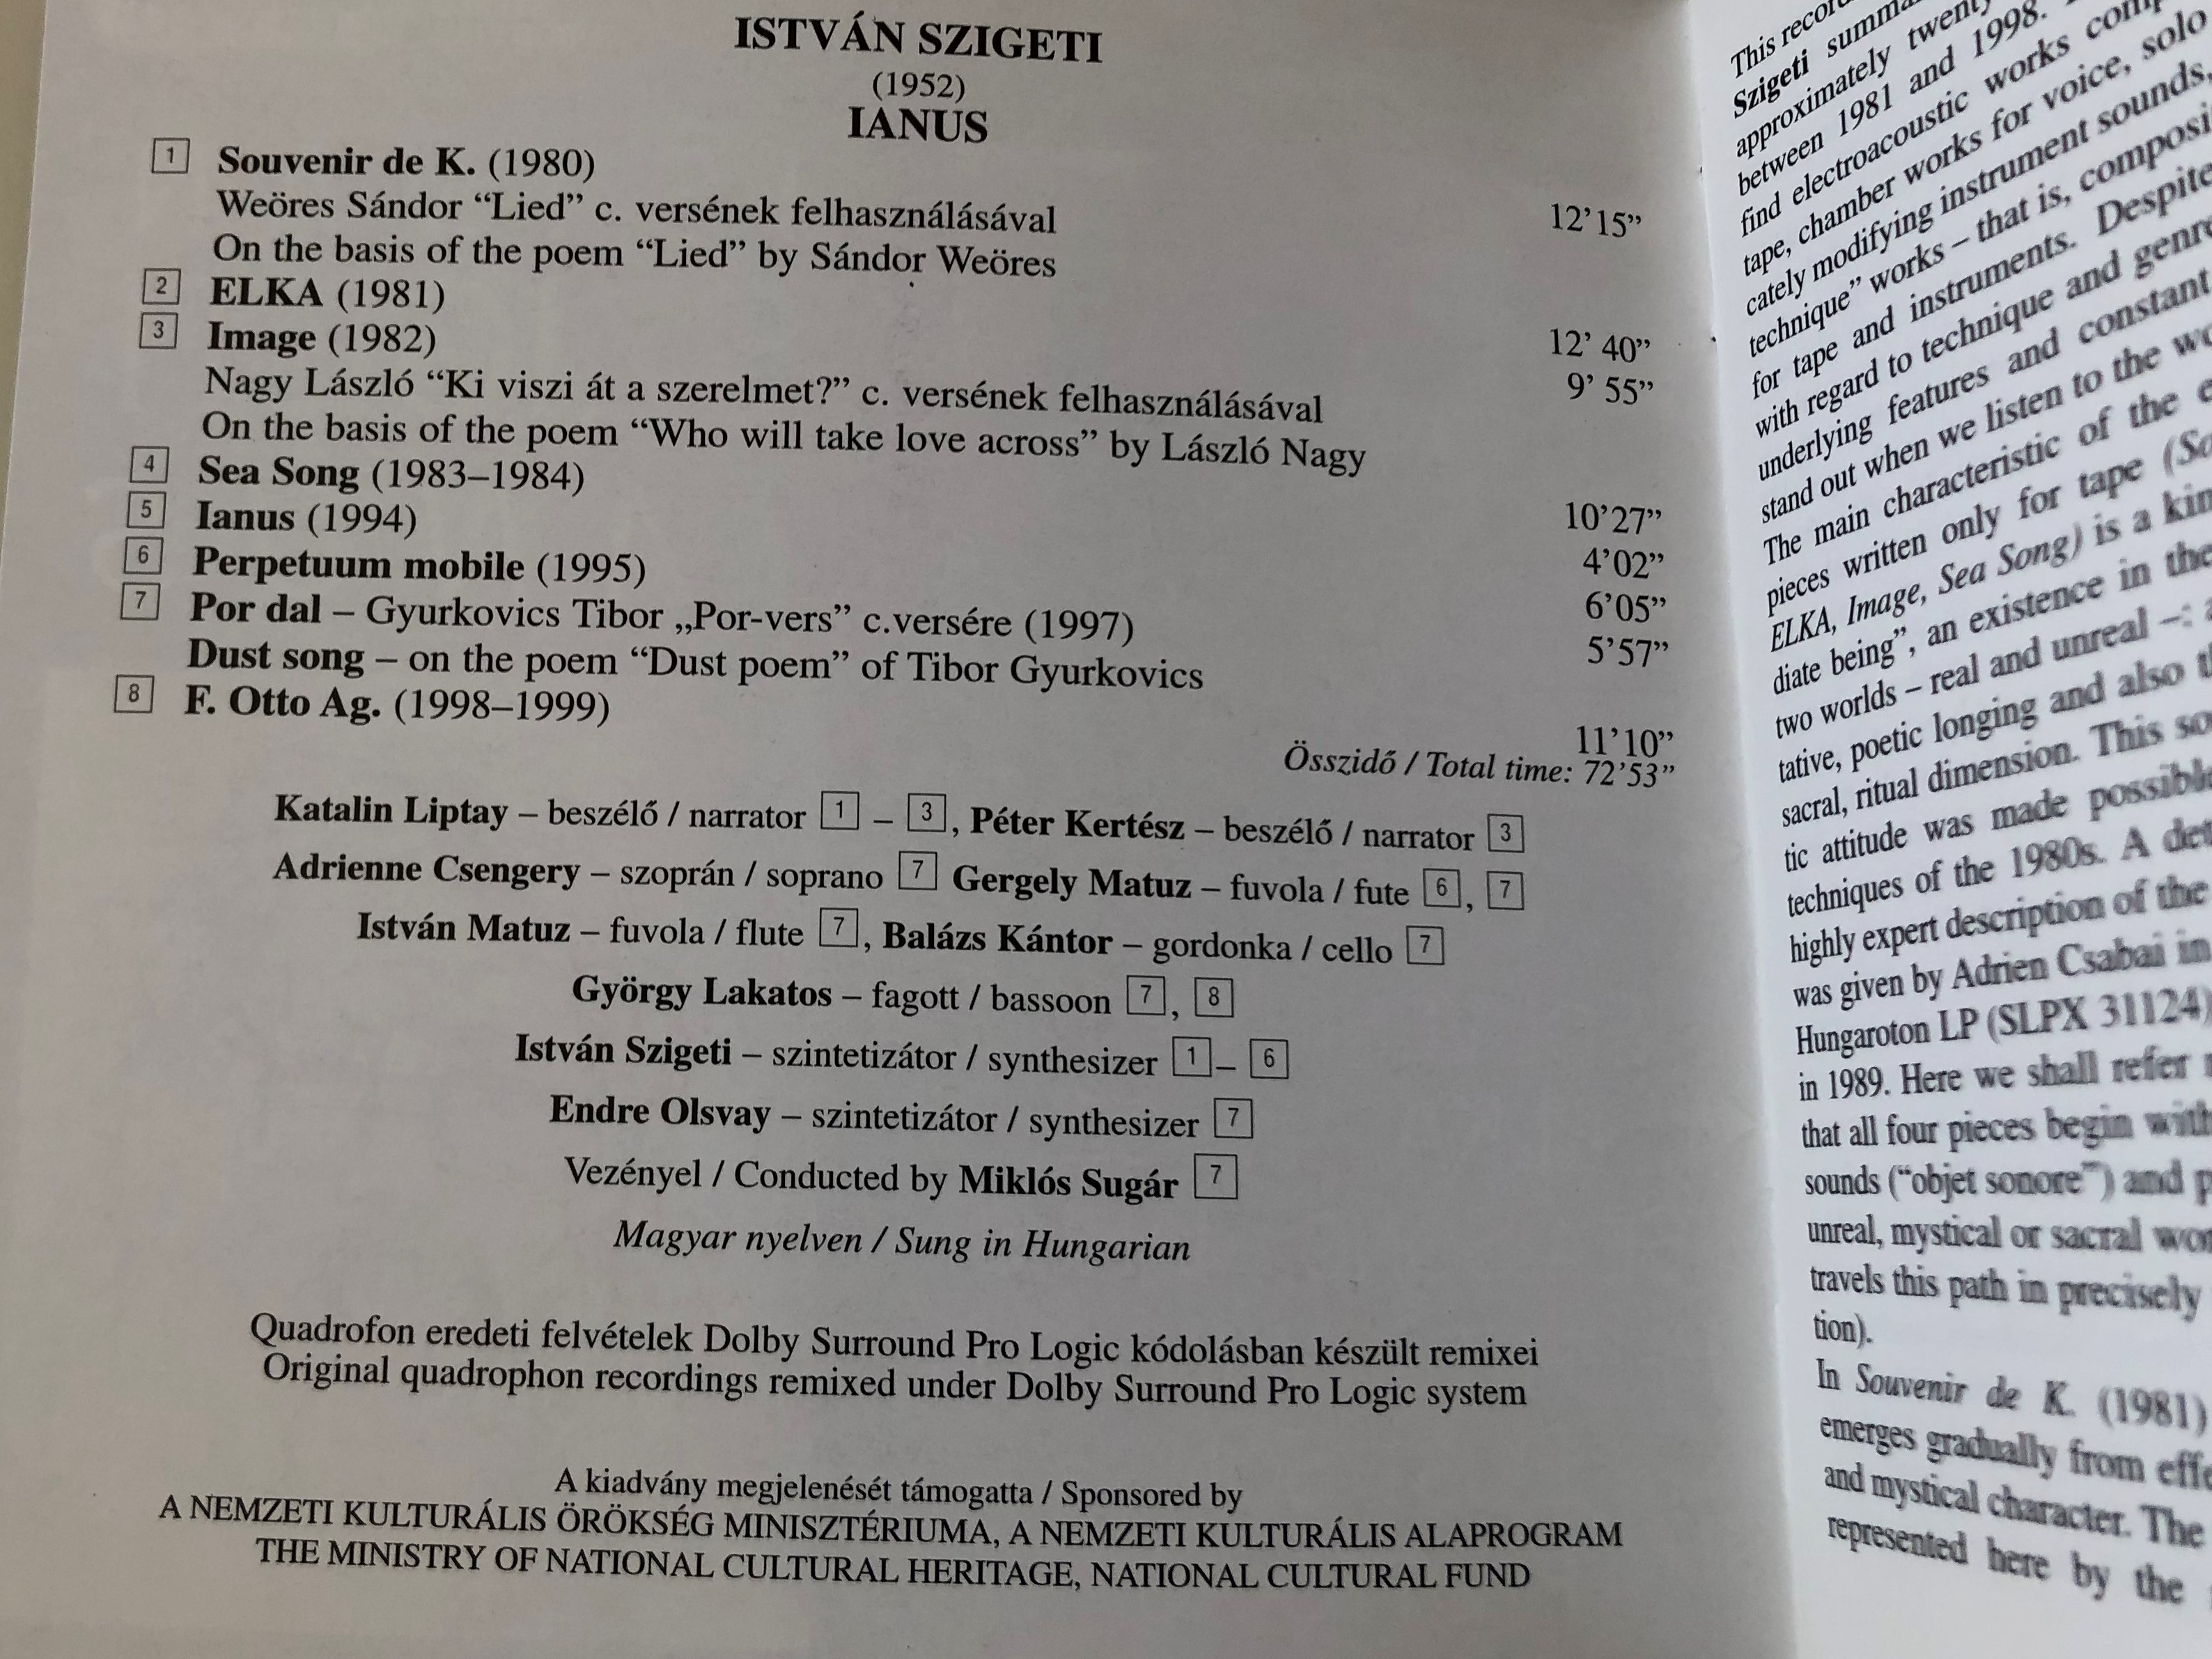 ISTVÁN SZIGETI
(1952)
IANUS
1 Souvenir de K. (1980)
Weöres Sándor “Lied” c. versének felhasználásával 12’15”
On the basis of the poem “Lied” by Sándor Weöres
2 ELKA (1981) 12’ 40”
3 Image (1982) 9’ 55”
Nagy László “Ki viszi át a szerelmet?” c. versének felhasználásával
On the basis of the poem “Who will take love across” by László Nagy
4 Sea Song (1983–1984) 10’27”
5 Ianus (1994) 4’02”
6 Perpetuum mobile (1995) 6’05”
7 Por dal – Gyurkovics Tibor „Por-vers” c.versére (1997) 5’57”
Dust song – on the poem “Dust poem” of Tibor Gyurkovics
8 F. Otto Ag. (1998–1999) 11’10”
Összidő / Total time: 72’53”
Katalin Liptay – beszélő / narrator 1 – 3, Péter Kertész – beszélő / narrator 3
Adrienne Csengery – szoprán / soprano 7 Gergely Matuz – fuvola / fute 6, 7
István Matuz – fuvola / flute 7, Balázs Kántor – gordonka / cello 7
György Lakatos – fagott / bassoon 7, 8
István Szigeti – szintetizátor / synthesizer 1– 6
Endre Olsvay – szintetizátor / synthesizer 7
Vezényel / Conducted by Miklós Sugár 7
Magyar nyelven / Sung in Hungarian
Quadrofon eredeti felvételek Dolby Surround Pro Logic kódolásban készült remixei
Original quadrophon recordings remixed under Dolby Surround Pro Logic system
A kiadvány megjelenését támogatta / Sponsored by
A NEMZETI KULTURÁLIS ÖRÖKSÉG MINISZTÉRIUMA, A NEMZETI KULTURÁLIS ALAPROGRAM
THE MINISTRY OF NATIONAL CULTURAL HERITAGE, NATIONAL CULTURAL FUND
This
Szigeti
approximately
between 1981 and 1998.
find electroacoustic works
tape, chamber works for voice, solo
cately modifying instrument sounds,
technique” works – that is,
for tape and instruments. Despite
with regard to technique and
underlying features and constant
stand out when we listen to the
The main characteristic of the
pieces written only for tape
ELKA, Image, Sea Song) is a
diate being”, an existence in the
two worlds – real and unreal –:
tative, poetic longing and also
sacral, ritual dimension. This
tic attitude was made
techniques of the 1980s. A
highly expert description of the
was given by Adrien Csabai in
Hungaroton LP (SLPX 31124)
in 1989. Here we shall refer
that all four pieces begin with
sounds (“objet sonore”) and
unreal, mystical or sacral
travels this path in precisely
tion).
In Souvenir de K. (1981)
emerges gradually from
and mystical character. The
represented here by the